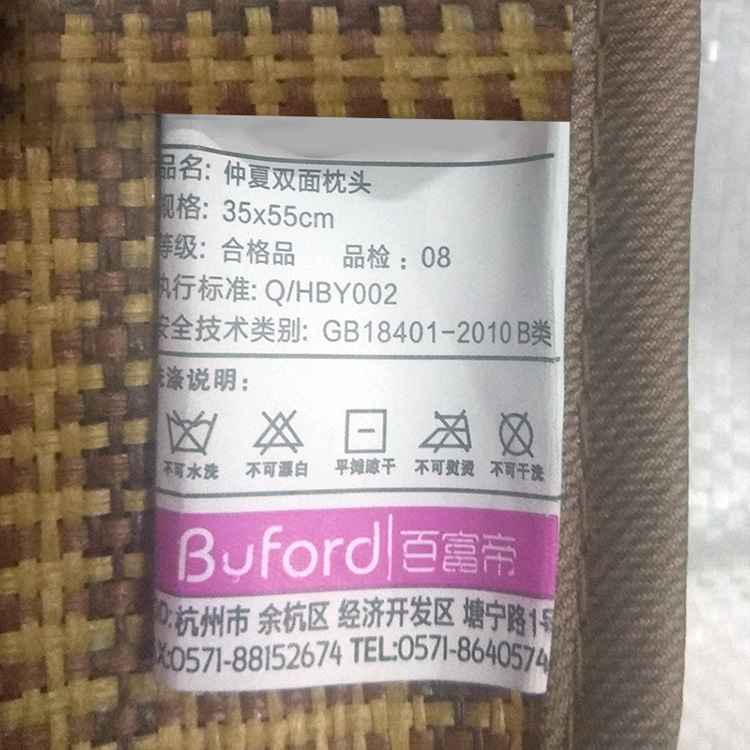 品名: 仲夏双面枕头
规格: 35x55cm
等级: 合格品 品检：08
执行标准: Q/HBY002
安全技术类别: GB18401-2010 B类
洗涤说明：
不可水洗 不可漂白 平摊晾干 不可熨烫 不可干洗
Buford 百富帝
杭州市 余杭区 经济开发区 塘宁路1号
:0571-88152674 TEL:0571-8640574